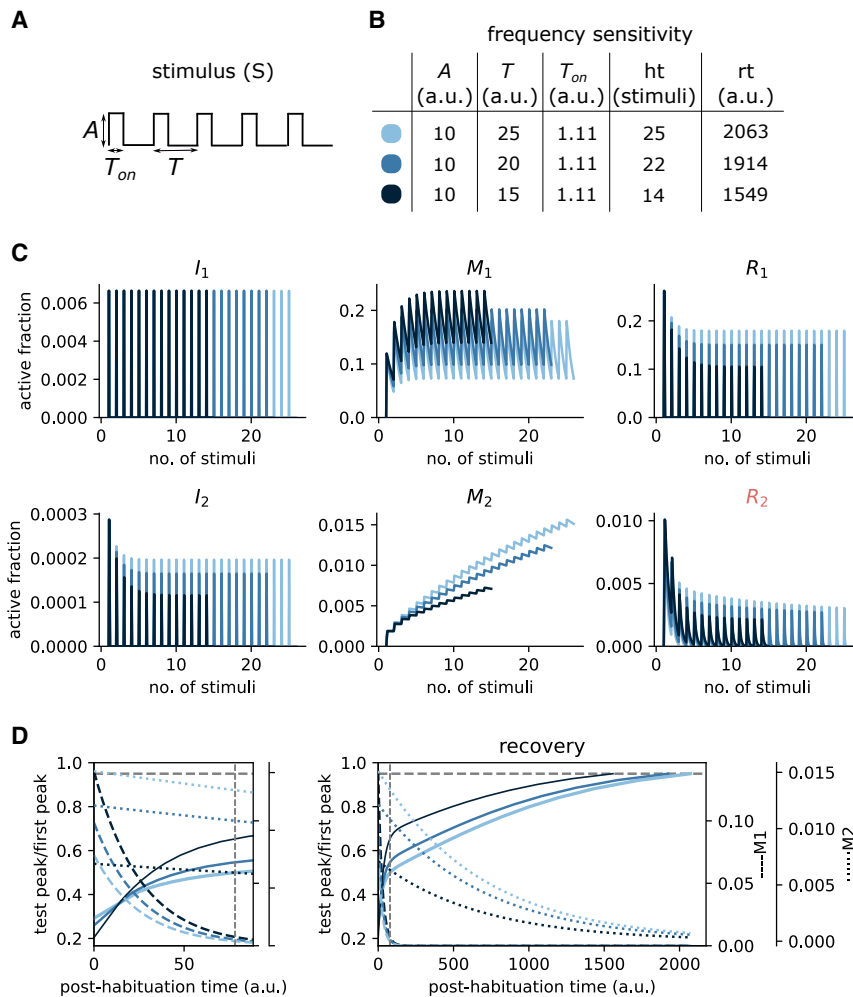 A
stimulus (S)
A
T_on
T
B
frequency sensitivity
A (a.u.) T (a.u.) T_on (a.u.) ht (stimuli) rt (a.u.)
10 25 1.11 25 2063
10 20 1.11 22 1914
10 15 1.11 14 1549
C
I_1 M_1 R_1
active fraction
0.006
0.004
0.002
0.000
0 10 20
no. of stimuli
0.2
0.1
0.0
0 10 20
no. of stimuli
0.2
0.1
0.0
0 10 20
no. of stimuli
I_2 M_2 R_2
active fraction
0.0003
0.0002
0.0001
0.0000
0 10 20
no. of stimuli
0.015
0.010
0.005
0.000
0 10 20
no. of stimuli
0.010
0.005
0.000
0 10 20
no. of stimuli
D
test peak/first peak
1.0
0.8
0.6
0.4
0.2
0 50
post-habituation time (a.u.)
recovery
test peak/first peak
1.0
0.8
0.6
0.4
0.2
0 500 1000 1500 2000
post-habituation time (a.u.)
0.10
0.05
0.00
M1
0.015
0.010
0.005
0.000
M2